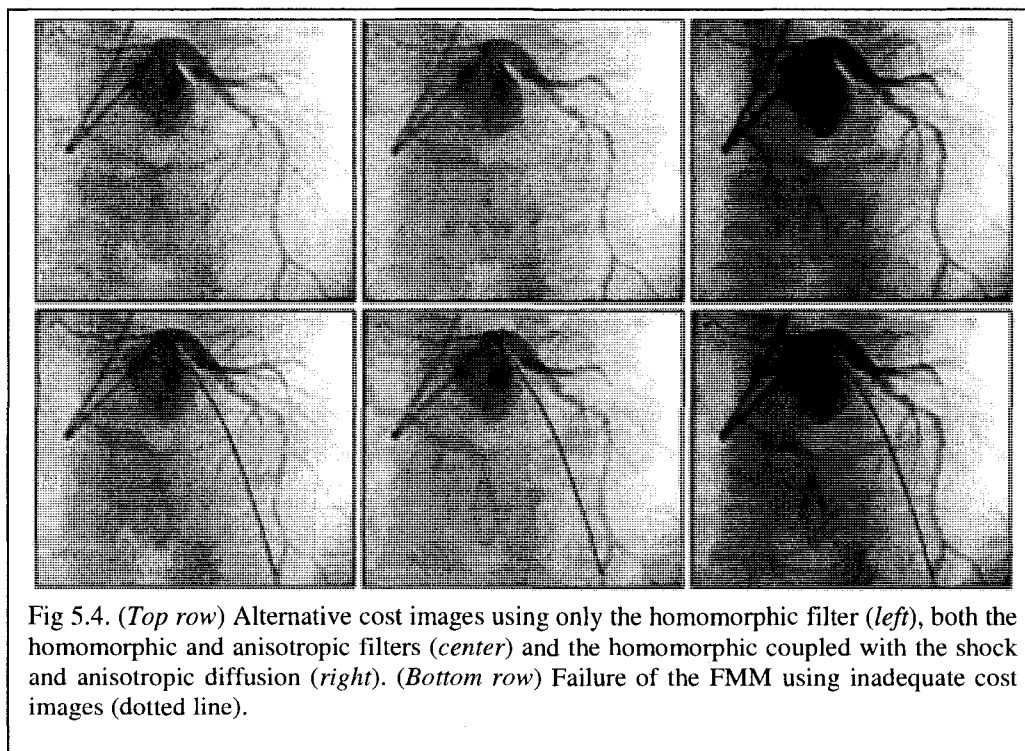 Fig 5.4. (Top row) Alternative cost images using only the homomorphic filter (left), both the
homomorphic and anisotropic filters (center) and the homomorphic coupled with the shock
and anisotropic diffusion (right). (Bottom row) Failure of the FMM using inadequate cost
images (dotted line).